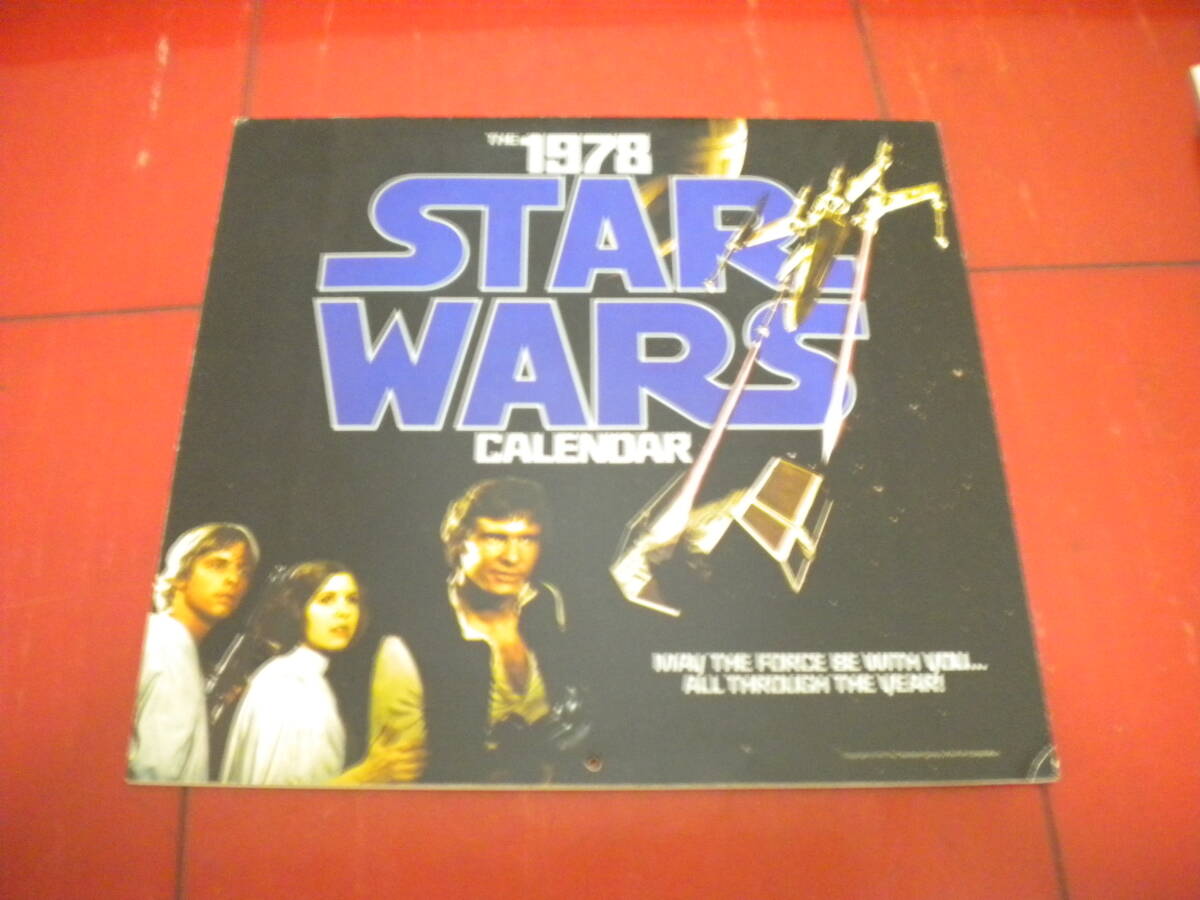 THE 1978
STAR
WARS
CALENDAR
MAY THE FORCE BE WITH YOU...
ALL THROUGH THE YEAR!